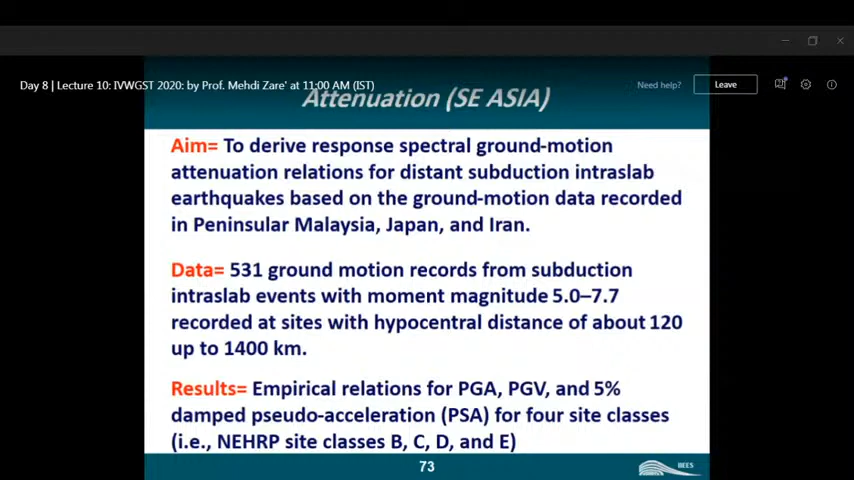 Day 8 | Lecture 10: IVWGST 2020: by Prof. Mehdi Zare' at 11:00 AM (IST)
Need help?
Leave
Attenuation (SE ASIA)
Aim= To derive response spectral ground-motion
attenuation relations for distant subduction intraslab
earthquakes based on the ground-motion data recorded
in Peninsular Malaysia, Japan, and Iran.
Data= 531 ground motion records from subduction
intraslab events with moment magnitude 5.0–7.7
recorded at sites with hypocentral distance of about 120
up to 1400 km.
Results= Empirical relations for PGA, PGV, and 5%
damped pseudo-acceleration (PSA) for four site classes
(i.e., NEHRP site classes B, C, D, and E)
73
IIEES